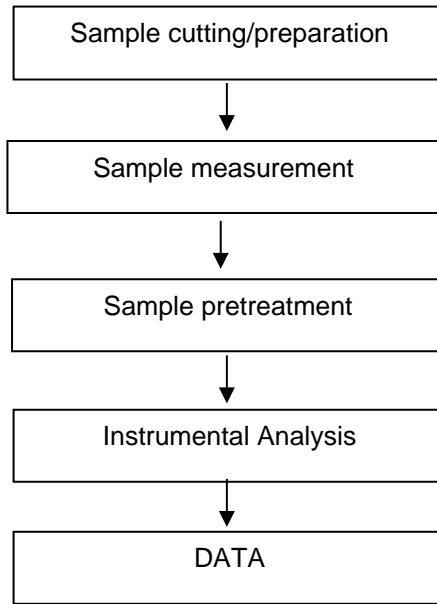 Sample cutting/preparation
Sample measurement
Sample pretreatment
Instrumental Analysis
DATA